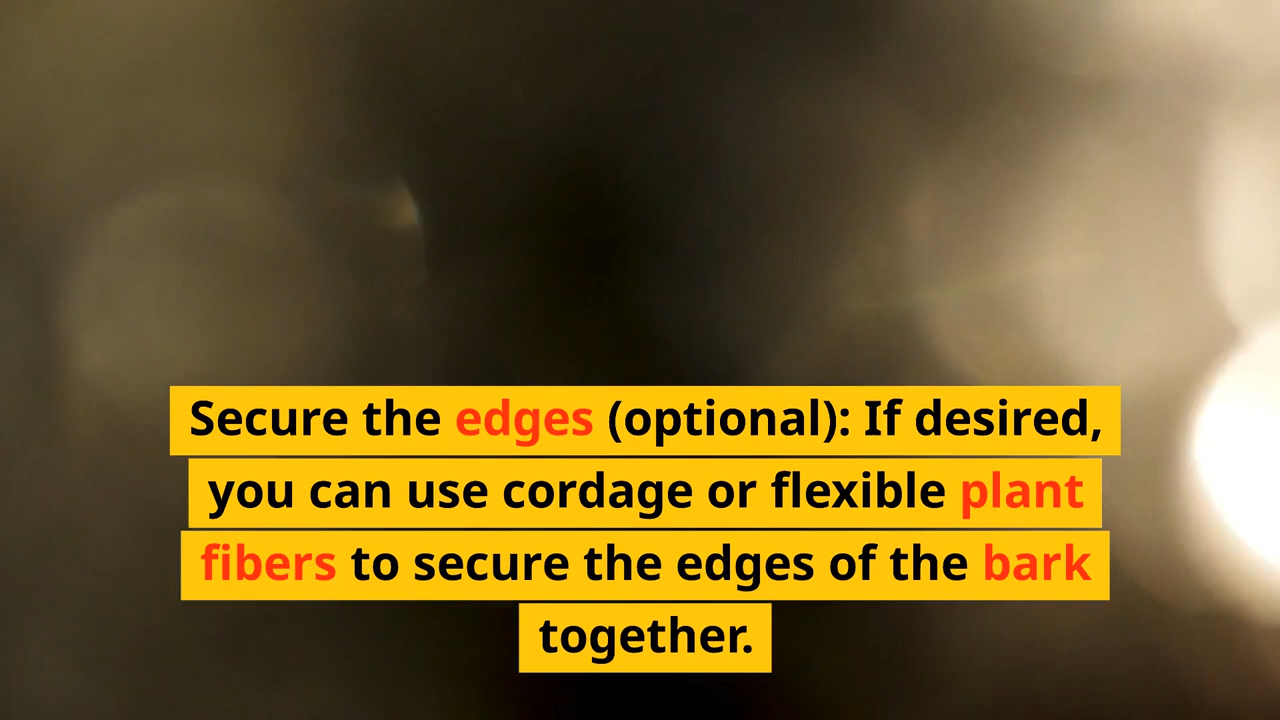 Secure the edges (optional): If desired,
you can use cordage or flexible plant
fibers to secure the edges of the bark
together.